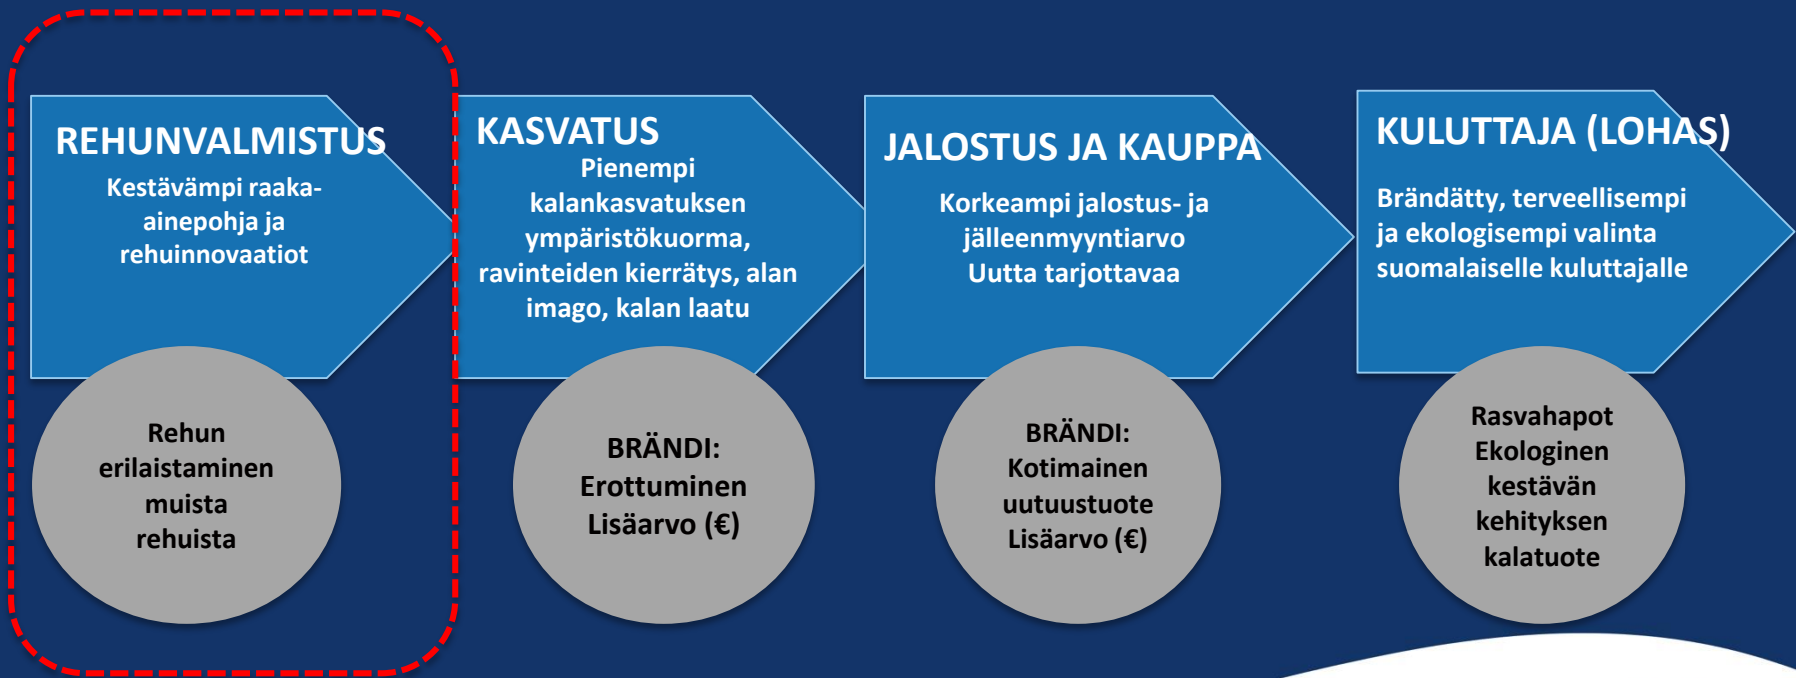 REHUNVALMISTUS
Kestävämpi raaka-
ainepohja ja
rehuinnovaatiot
Rehun
erilaistaminen
muista
rehuista
KASVATUS
Pienempi
kalankasvatuksen
ympäristökuorma,
ravinteiden kierrätys, alan
imago, kalan laatu
BRÄNDI:
Erottuminen
Lisäarvo (€)
JALOSTUS JA KAUPPA
Korkeampi jalostus- ja
jälleenmyyntiarvo
Uutta tarjottavaa
BRÄNDI:
Kotimainen
uutuustuote
Lisäarvo (€)
KULUTTAJA (LOHAS)
Brändätty, terveellisempi
ja ekologisempi valinta
suomalaiselle kuluttajalle
Rasvahapot
Ekologinen
kestävän
kehityksen
kalatuote